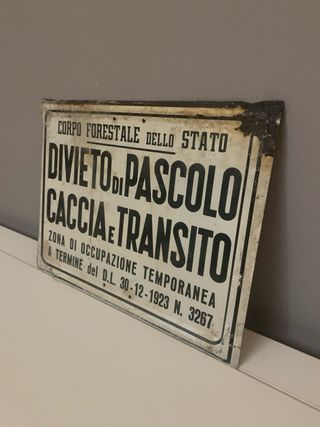 CORPO FORESTALE DELLO STATO
DIVIETO DI PASCOLO
CACCIA E TRANSITO
ZONA DI OCCUPAZIONE TEMPORANEA
A TERMINE del D.L. 30-12-1923 N. 3267